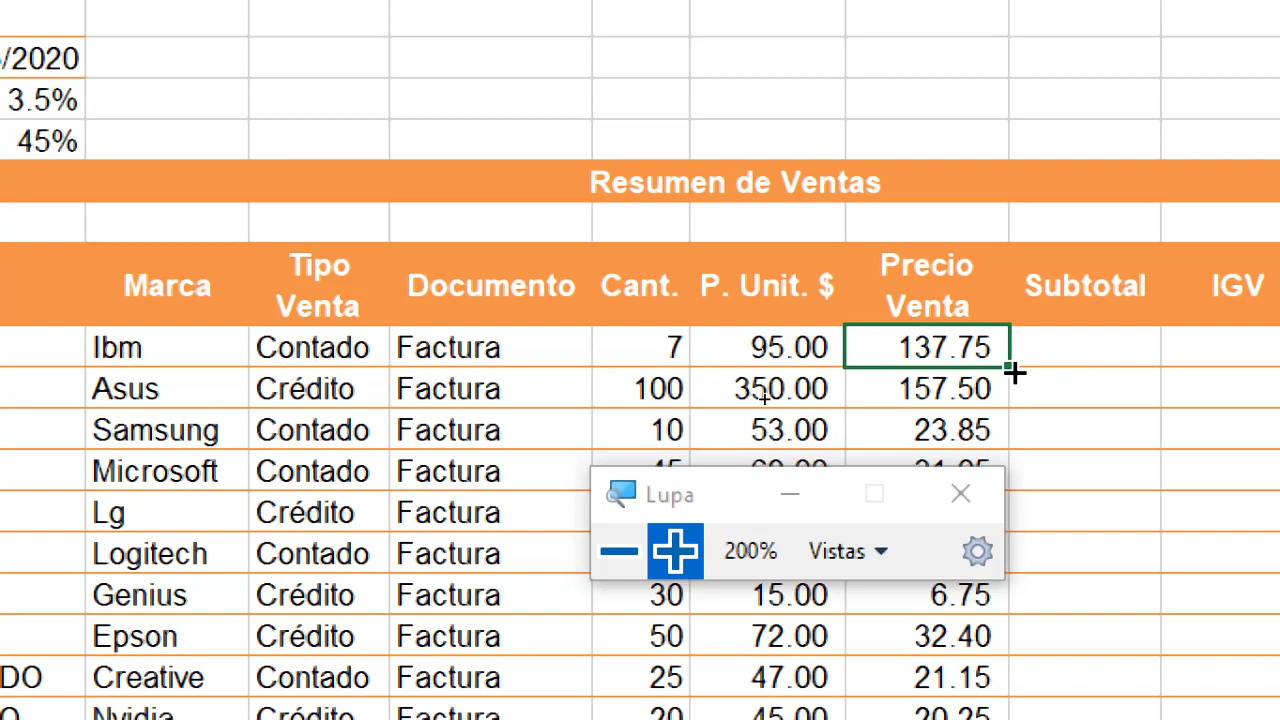 /2020
3.5%
45%
Resumen de Ventas
Marca Tipo Venta Documento Cant. P. Unit. $ Precio Venta Subtotal IGV
Ibm Contado Factura 7 95.00 137.75
Asus Crédito Factura 100 350.00 157.50
Samsung Contado Factura 10 53.00 23.85
Microsoft Contado Factura
Lg Crédito Factura
Logitech Contado Factura
Genius Crédito Factura 30 15.00 6.75
Epson Crédito Factura 50 72.00 32.40
DO Creative Contado Factura 25 47.00 21.15
O Nvidia Crédito Factura 20 45.00 20.25
Lupa
200% Vistas